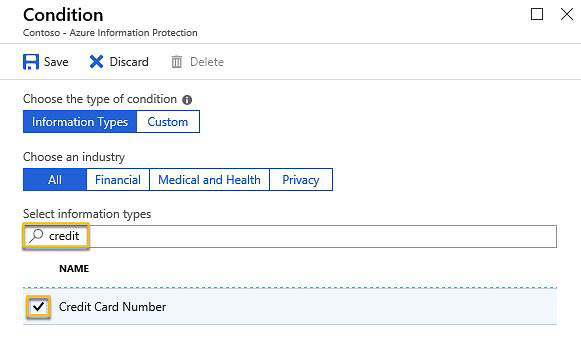 Condition
Contoso - Azure Information Protection
Save Discard Delete
Choose the type of condition
Information Types Custom
Choose an industry
All Financial Medical and Health Privacy
Select information types
credit
NAME
Credit Card Number